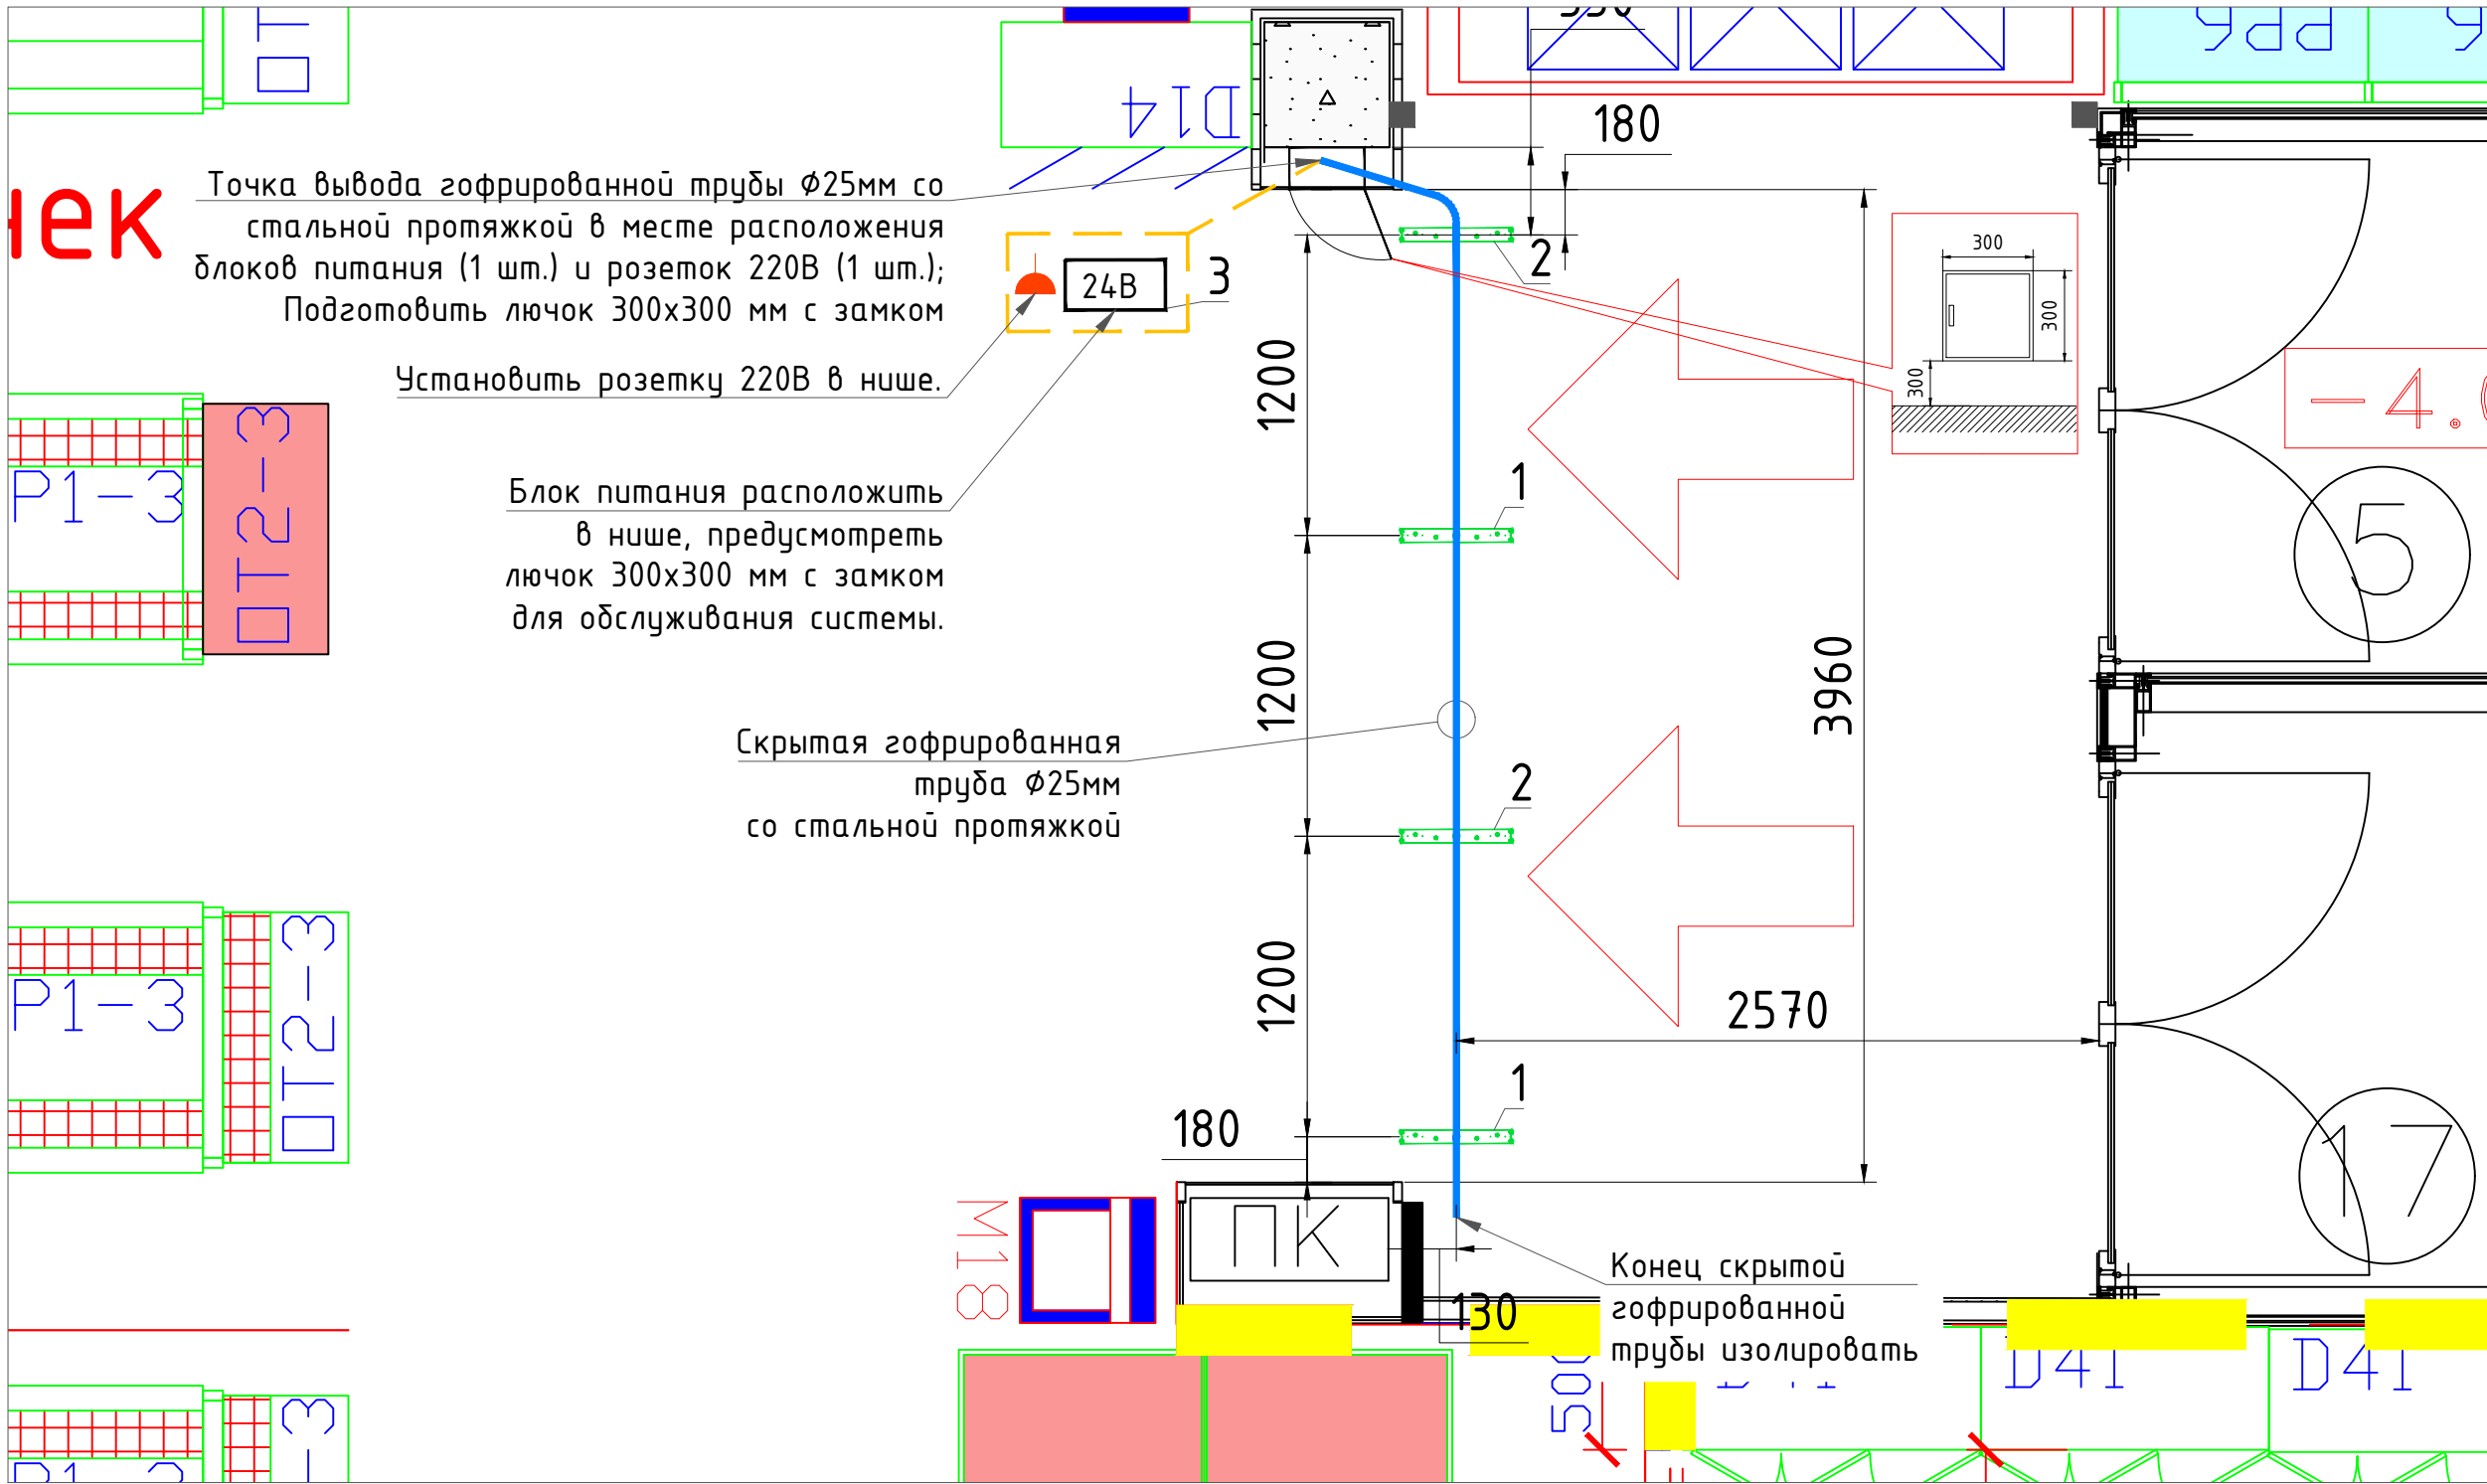 D14
180
Точка вывода гофрированной трубы Ф25мм со
стальной протяжкой в месте расположения
блоков питания (1 шт.) и розеток 220В (1 шт.);
Подготовить лючок 300х300 мм с замком
24В
3
2
300
300
300
Установить розетку 220В в нише.
1200
Блок питания расположить
в нише, предусмотреть
лючок 300х300 мм с замком
для обслуживания системы.
1
P1-3
ОТ2-3
5
1200
3960
Скрытая гофрированная
труба Ф25мм
со стальной протяжкой
2
P1-3
ОТ2-3
1200
2570
1
180
17
М18
ПК
130
Конец скрытой
гофрированной
трубы изолировать
500
D41
D41